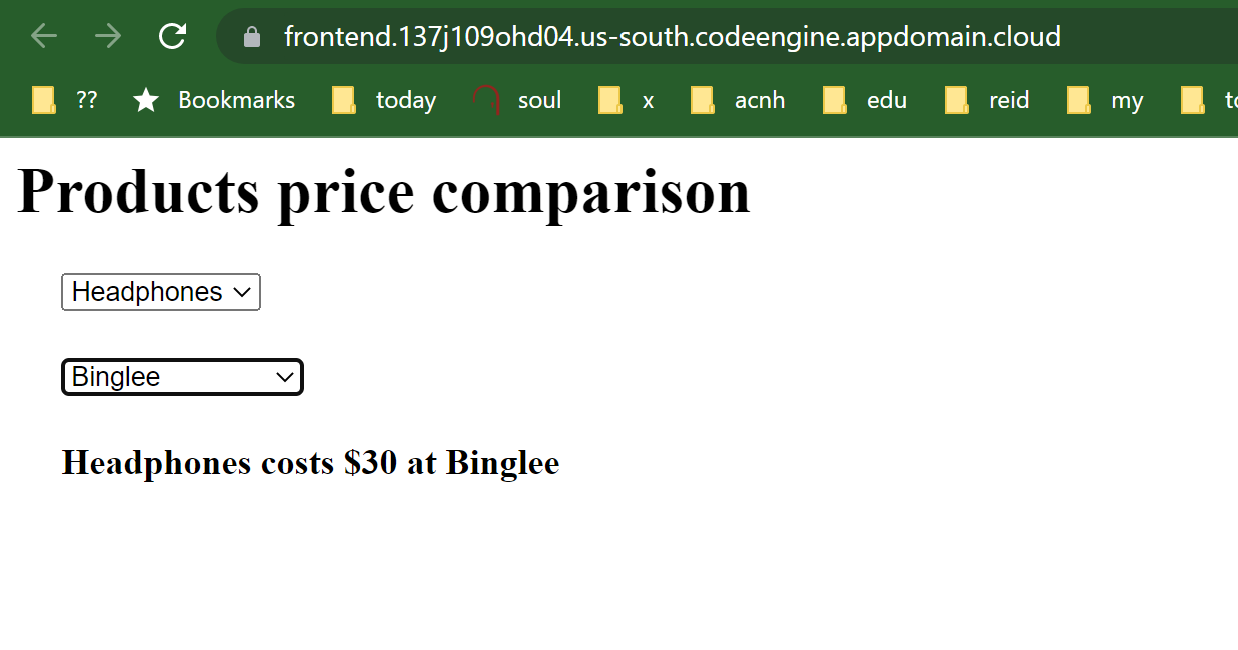 frontend.137j109ohd04.us-south.codeengine.appdomain.cloud
?? Bookmarks today soul x acnh edu reid my
Products price comparison
Headphones
Binglee
Headphones costs $30 at Binglee